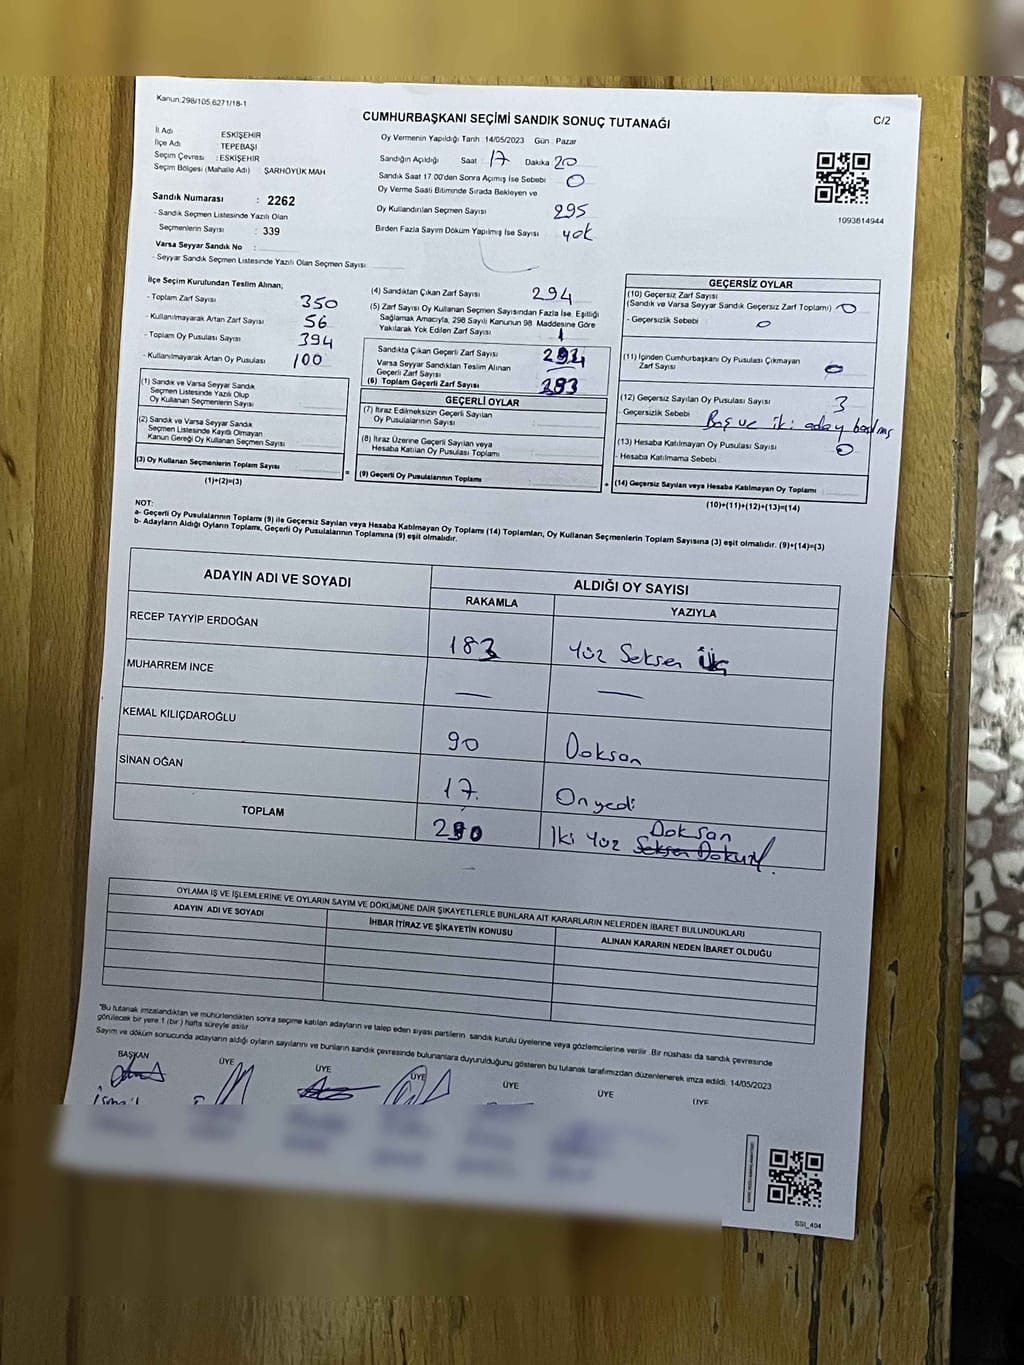 Kanun:298/105,6271/18-1
CUMHURBAŞKANI SEÇİMİ SANDIK SONUÇ TUTANAĞI
C/2
İl Adı ESKİŞEHİR
İlçe Adı TEPEBAŞI
Seçim Çevresi : ESKİŞEHİR
Seçim Bölgesi (Mahalle Adı) ŞARHÖYÜK MAH
Sandık Numarası : 2262
- Sandık Seçmen Listesinde Yazılı Olan
Seçmenlerin Sayısı : 339
Varsa Seyyar Sandık No :
- Seyyar Sandık Seçmen Listesinde Yazılı Olan Seçmen Sayısı
Oy Vermenin Yapıldığı Tarih 14/05/2023 Gün : Pazar
Sandığın Açıldığı Saat 17 Dakika 20
Sandık Saat 17.00'den Sonra Açılmış İse Sebebi 0
Oy Verme Saati Bitiminde Sırada Bekleyen ve
Oy Kullandırılan Seçmen Sayısı 295
Birden Fazla Sayım Döküm Yapılmış İse Sayısı yok
1093814944
İlçe Seçim Kurulundan Teslim Alınan;
- Toplam Zarf Sayısı 350
- Kullanılmayarak Artan Zarf Sayısı 56
- Toplam Oy Pusulası Sayısı 394
- Kullanılmayarak Artan Oy Pusulası 100
(1) Sandık ve Varsa Seyyar Sandık
Seçmen Listesinde Yazılı Olup
Oy Kullanan Seçmenlerin Sayısı
(2) Sandık ve Varsa Seyyar Sandık
Seçmen Listesinde Kayıtlı Olmayan
Kanun Gereği Oy Kullanan Seçmen Sayısı
(3) Oy Kullanan Seçmenlerin Toplam Sayısı
(1)+(2)=(3)
(4) Sandıktan Çıkan Zarf Sayısı 294
(5) Zarf Sayısı Oy Kullanan Seçmen Sayısından Fazla İse, Eşitliği
Sağlamak Amacıyla, 298 Sayılı Kanunun 98. Maddesine Göre
Yakılarak Yok Edilen Zarf Sayısı
Sandıkta Çıkan Geçerli Zarf Sayısı
Varsa Seyyar Sandıktan Teslim Alınan
Geçerli Zarf Sayısı
(6) Toplam Geçerli Zarf Sayısı
GEÇERLİ OYLAR
(7) İtiraz Edilmeksizin Geçerli Sayılan
Oy Pusulalarının Sayısı :
(8) İtiraz Üzerine Geçerli Sayılan veya
Hesaba Katılan Oy Pusulası Toplamı
(9) Geçerli Oy Pusulalarının Toplamı
=
+
GEÇERSİZ OYLAR
(10) Geçersiz Zarf Sayısı
(Sandık ve Varsa Seyyar Sandık Geçersiz Zarf Toplamı) 0
- Geçersizlik Sebebi 0
(11) İçinden Cumhurbaşkanı Oy Pusulası Çıkmayan
Zarf Sayısı 0
(12) Geçersiz Sayılan Oy Pusulası Sayısı 3
- Geçersizlik Sebebi Boş ve iki aday basılmış
(13) Hesaba Katılmayan Oy Pusulası Sayısı 0
- Hesaba Katılmama Sebebi
(14) Geçersiz Sayılan veya Hesaba Katılmayan Oy Toplamı
(10)+(11)+(12)+(13)=(14)
NOT:
a- Geçerli Oy Pusulalarının Toplamı (9) ile Geçersiz Sayılan veya Hesaba Katılmayan Oy Toplamı (14) Toplamları, Oy Kullanan Seçmenlerin Toplam Sayısına (3) eşit olmalıdır. (9)+(14)=(3)
b- Adayların Aldığı Oyların Toplamı, Geçerli Oy Pusulalarının Toplamına (9) eşit olmalıdır.
ADAYIN ADI VE SOYADI ALDIĞI OY SAYISI
RAKAMLA YAZIYLA
RECEP TAYYİP ERDOĞAN 183 Yüz Seksen Üç
MUHARREM İNCE — —
KEMAL KILIÇDAROĞLU 90 Doksan
SİNAN OĞAN 17 Onyedi
TOPLAM 290 İki Yüz Doksan
Seksen Dokuz
OYLAMA İŞ VE İŞLEMLERİNE VE OYLARIN SAYIM VE DÖKÜMÜNE DAİR ŞİKAYETLERLE BUNLARA AİT KARARLARIN NELERDEN İBARET BULUNDUKLARI
ADAYIN ADI VE SOYADI İHBAR İTİRAZ VE ŞİKAYETİN KONUSU ALINAN KARARIN NEDEN İBARET OLDUĞU
*Bu tutanak imzalandıktan ve mühürlendikten sonra seçime katılan adayların ve talep eden siyasi partilerin sandık kurulu üyelerine veya gözlemcilerine verilir. Bir nüshası da sandık çevresinde
görülecek bir yere 1 (bir) hafta süreyle asılır
Sayım ve döküm sonucunda adayların aldığı oyların sayılarını ve bunların sandık çevresinde bulunanlara duyurulduğunu gösteren bu tutanak tarafımızdan düzenlenerek imza edildi. 14/05/2023
BAŞKAN ÜYE ÜYE ÜYE ÜYE ÜYE ÜYE
İsmail
SSİ_404